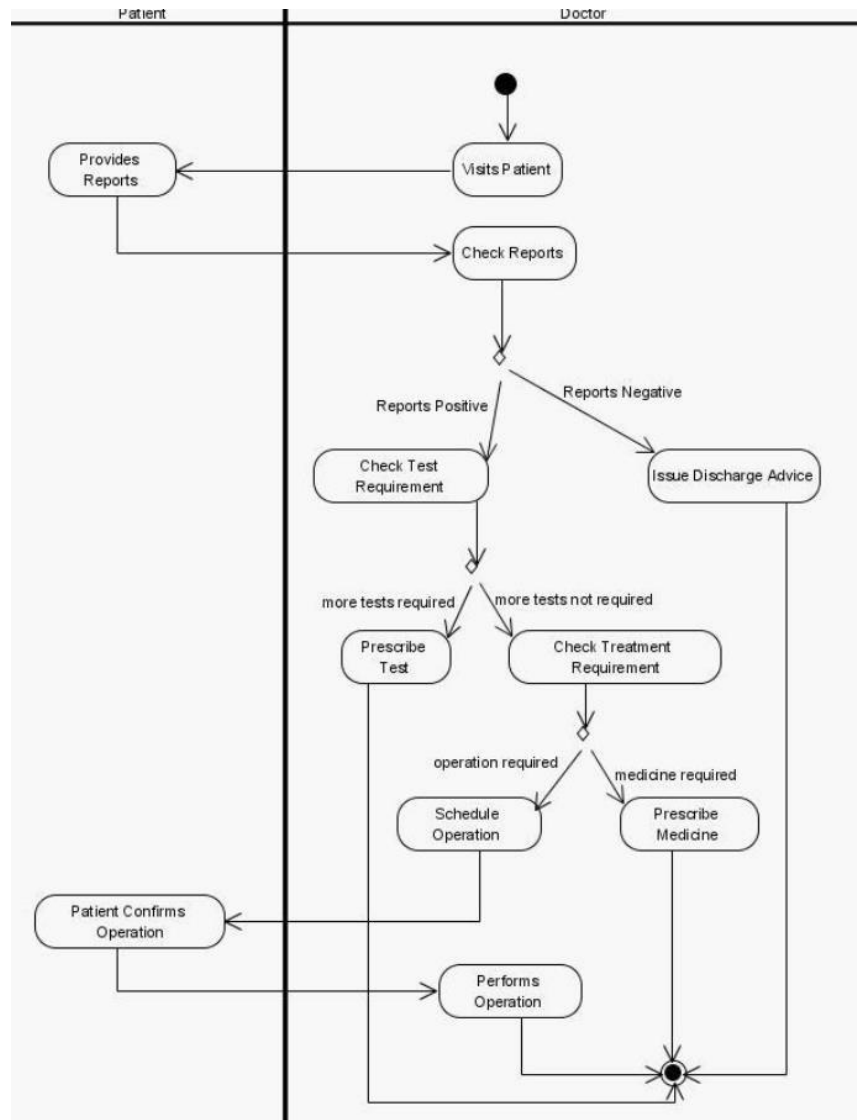 Patient
Doctor
Provides
Reports
Visits Patient
Check Reports
Reports Positive
Reports Negative
Check Test
Requirement
Issue Discharge Advice
more tests required
more tests not required
Prescribe
Test
Check Treatment
Requirement
operation required
medicine required
Schedule
Operation
Prescribe
Medicine
Patient Confirms
Operation
Performs
Operation